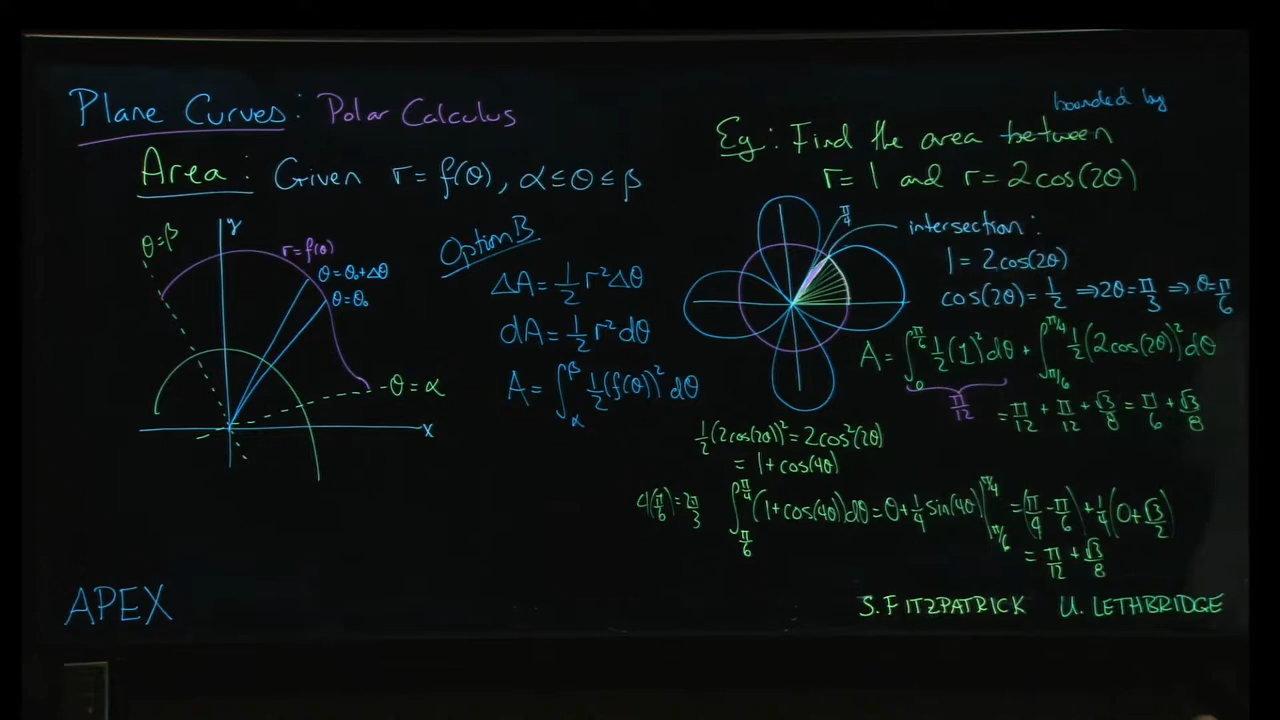 Plane Curves: Polar Calculus
Area: Given r = f(θ), α ≤ θ ≤ β
θ=β
y
r=f(θ)
θ=θ₀+Δθ
θ=θ₀
θ=α
x
Option B
ΔA = 1/2 r²Δθ
dA = 1/2 r²dθ
A = ∫_α^β 1/2 (f(θ))² dθ
bounded by
Eg: Find the area between
r=1 and r=2cos(2θ)
π/4
intersection:
1=2cos(2θ)
cos(2θ)=1/2 ⇒2θ=π/3 ⇒ θ=π/6
A = ∫_0^{π/6} 1/2(1)²dθ + ∫_{π/6}^{π/4} 1/2(2cos(2θ))²dθ
π/12
= π/12 + π/12 + √3/8 = π/6 + √3/8
1/2(2cos(2θ))²=2cos²(2θ)
= 1+cos(4θ)
4(π/6)=2π/3
∫_{π/6}^{π/4} (1+cos(4θ))dθ = θ+1/4 sin(4θ)|_{π/6}^{π/4} = (π/4 - π/6) + 1/4(0+√3/2)
= π/12 + √3/8
APEX
S. FITZPATRICK U. LETHBRIDGE